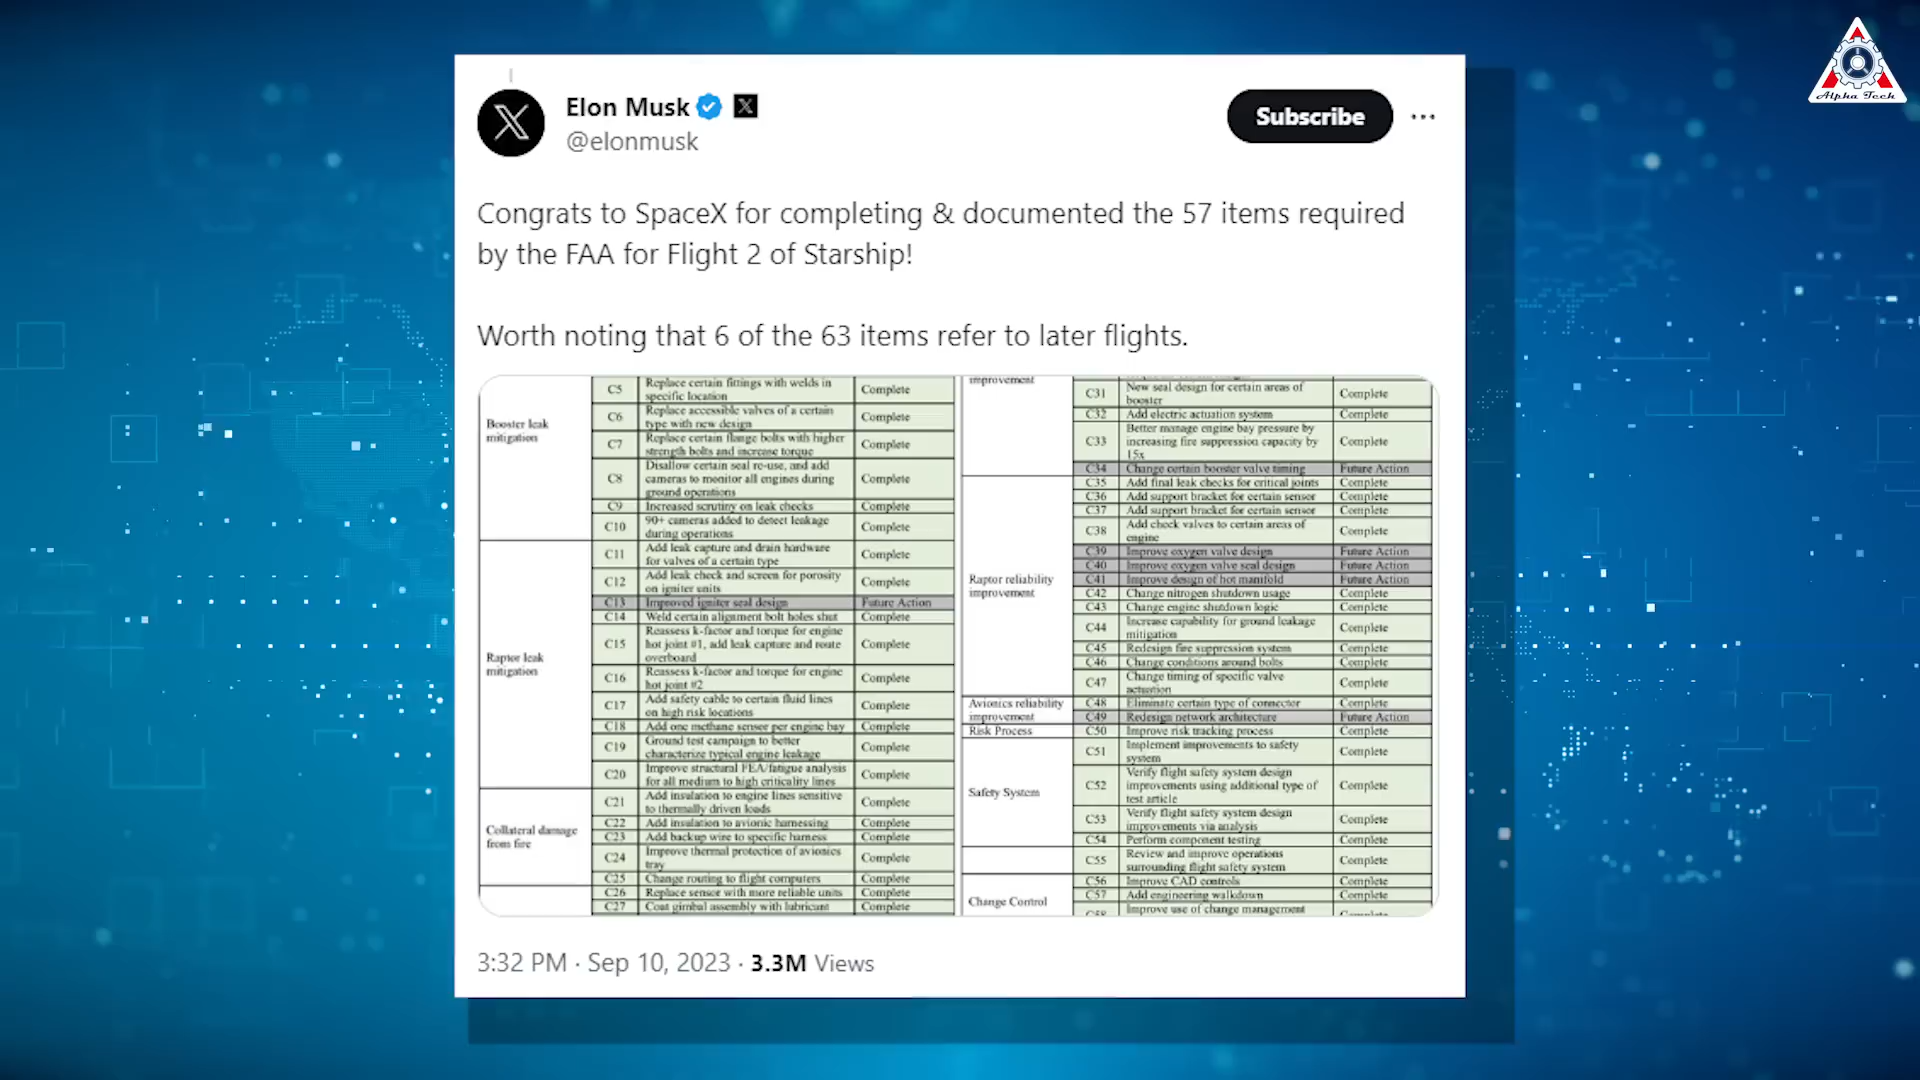 Alpha Tech
Elon Musk
@elonmusk
Subscribe
Congrats to SpaceX for completing & documented the 57 items required
by the FAA for Flight 2 of Starship!
Worth noting that 6 of the 63 items refer to later flights.
Booster leak
mitigation
C5 Replace certain fittings with welds in
specific location Complete
C6 Replace accessible valves of a certain
type with new design Complete
C7 Replace certain flange bolts with higher
strength bolts and increase torque Complete
C8 Disallow certain seal re-use, and add
cameras to monitor all engines during
ground operations Complete
C9 Increased scrutiny on leak checks Complete
C10 90+ cameras added to detect leakage
during operations Complete
Raptor leak
mitigation
C11 Add leak capture and drain hardware
for valves of a certain type Complete
C12 Add leak check and screen for porosity
on igniter units Complete
C13 Improved igniter seal design Future Action
C14 Weld certain alignment bolt holes shut Complete
C15 Reassess k-factor and torque for engine
hot joint #1, add leak capture and route
overboard Complete
C16 Reassess k-factor and torque for engine
hot joint #2 Complete
C17 Add safety cable to certain fluid lines
on high risk locations Complete
C18 Add one methane sensor per engine bay Complete
C19 Ground test campaign to better
characterize typical engine leakage Complete
C20 Improve structural FEA/fatigue analysis
for all medium to high criticality lines Complete
Collateral damage
from fire
C21 Add insulation to engine lines sensitive
to thermally driven loads Complete
C22 Add insulation to avionic harnessing Complete
C23 Add backup wire to specific harness Complete
C24 Improve thermal protection of avionics
tray Complete
C25 Change routing to flight computers Complete
C26 Replace sensor with more reliable units Complete
C27 Coat gimbal assembly with lubricant Complete
improvement
C31 New seal design for certain areas of
booster Complete
C32 Add electric actuation system Complete
C33 Better manage engine bay pressure by
increasing fire suppression capacity by
15x Complete
C34 Change certain booster valve timing Future Action
Raptor reliability
improvement
C35 Add final leak checks for critical joints Complete
C36 Add support bracket for certain sensor Complete
C37 Add support bracket for certain sensor Complete
C38 Add check valves to certain areas of
engine Complete
C39 Improve oxygen valve design Future Action
C40 Improve oxygen valve seal design Future Action
C41 Improve design of hot manifold Future Action
C42 Change nitrogen shutdown usage Complete
C43 Change engine shutdown logic Complete
C44 Increase capability for ground leakage
mitigation Complete
C45 Redesign fire suppression system Complete
C46 Change conditions around bolts Complete
C47 Change timing of specific valve
actuation Complete
Avionics reliability
improvement
C48 Eliminate certain type of connector Complete
C49 Redesign network architecture Future Action
Risk Process
C50 Improve risk tracking process Complete
Safety System
C51 Implement improvements to safety
system Complete
C52 Verify flight safety system design
improvements using additional type of
test article Complete
C53 Verify flight safety system design
improvements via analysis Complete
C54 Perform component testing Complete
C55 Review and improve operations
surrounding flight safety system Complete
Change Control
C56 Improve CAD controls Complete
C57 Add engineering walkdown Complete
C58 Improve use of change management Complete
3:32 PM · Sep 10, 2023 · 3.3M Views